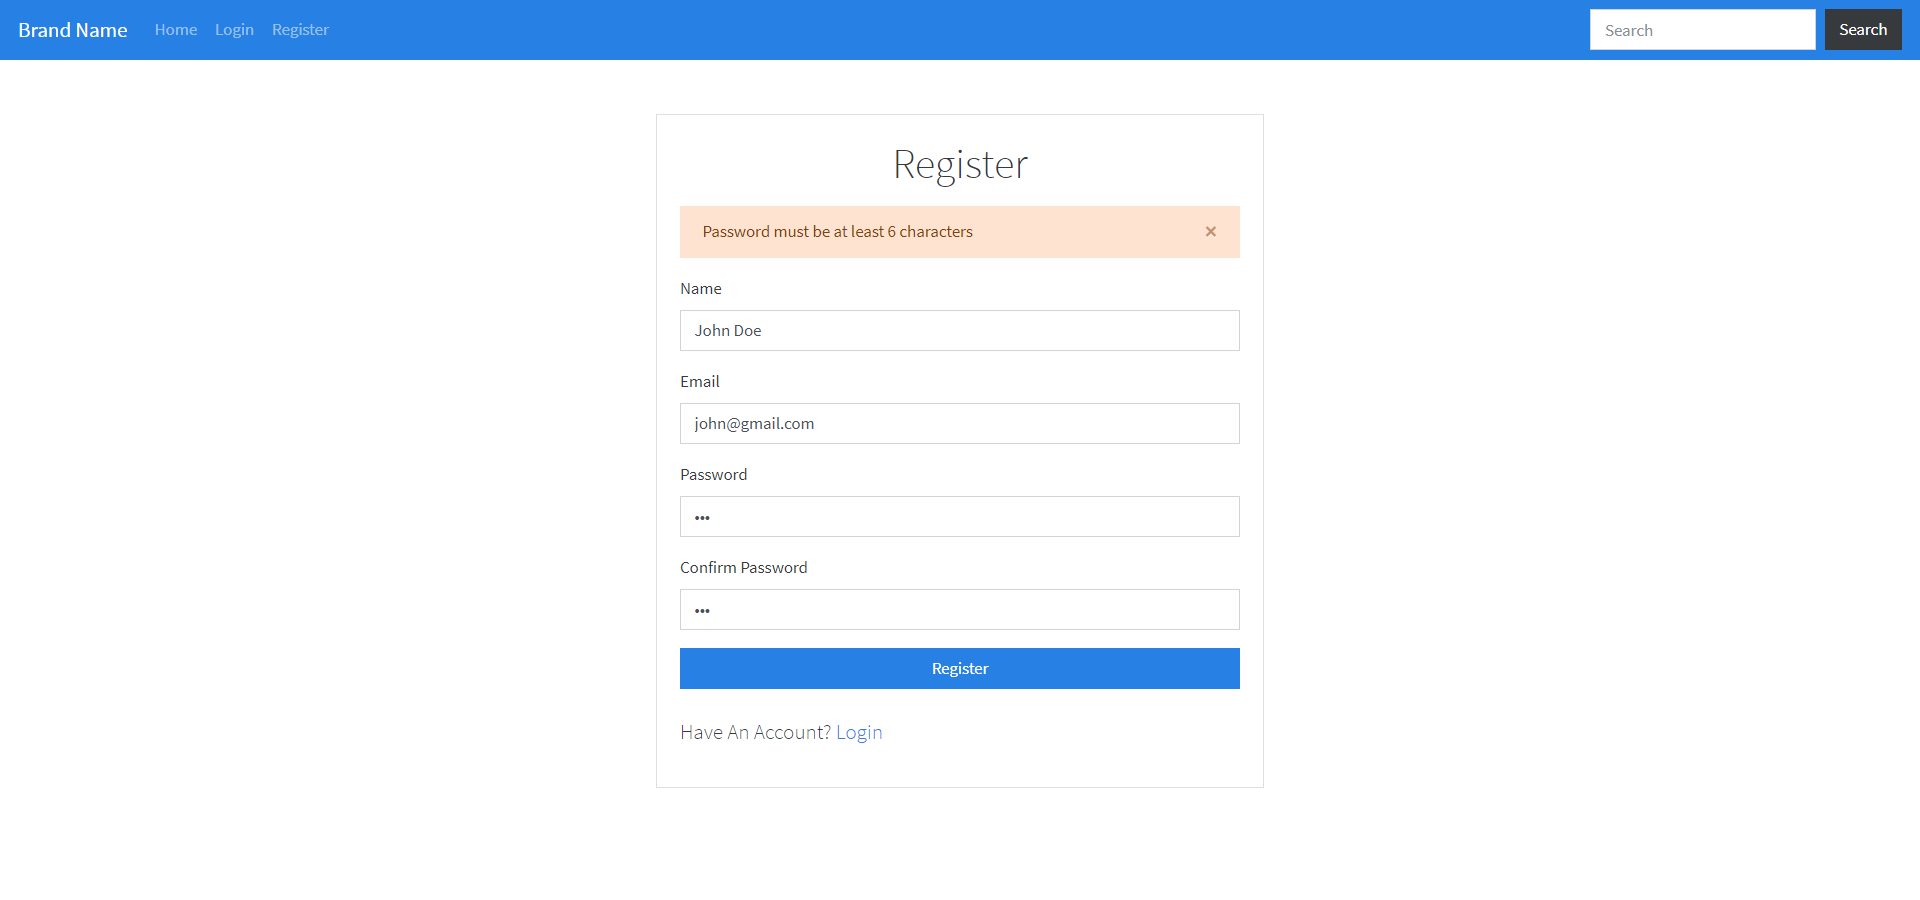 Brand Name Home Login Register Search Search
Register
Password must be at least 6 characters ×
Name
John Doe
Email
john@gmail.com
Password
•••
Confirm Password
•••
Register
Have An Account? Login